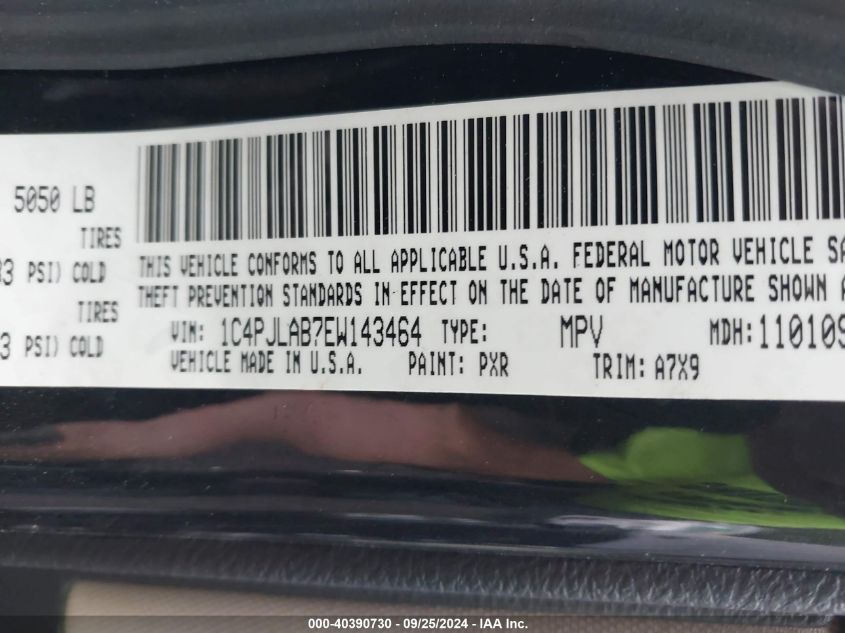 5050 LB
TIRES
PSI) COLD
TIRES
PSI) COLD
THIS VEHICLE CONFORMS TO ALL APPLICABLE U.S.A. FEDERAL MOTOR VEHICLE SA
THEFT PREVENTION STANDARDS IN EFFECT ON THE DATE OF MANUFACTURE SHOWN A
VIN: 1C4PJLAB7EW143464 TYPE: MPV MDH: 110109
VEHICLE MADE IN U.S.A. PAINT: PXR TRIM: A7X9
000-40390730 - 09/25/2024 - IAA Inc.